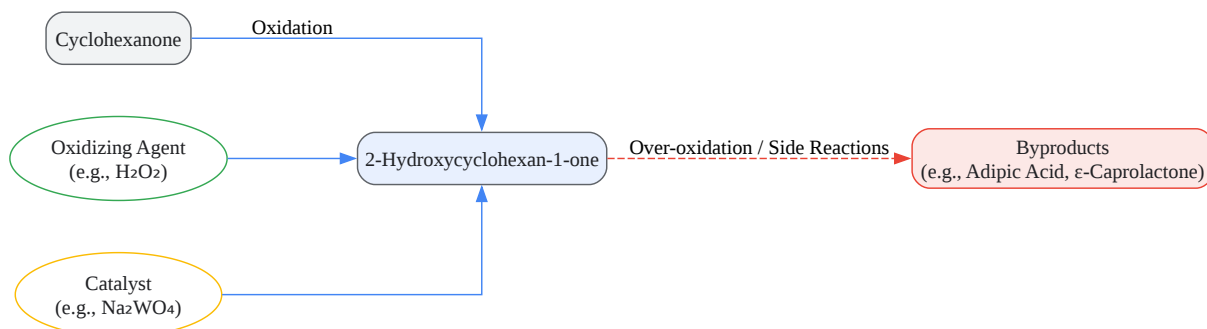 Cyclohexanone
Oxidation
Oxidizing Agent
(e.g., H₂O₂)
2-Hydroxycyclohexan-1-one
Over-oxidation / Side Reactions
Byproducts
(e.g., Adipic Acid, ε-Caprolactone)
Catalyst
(e.g., Na₂WO₄)